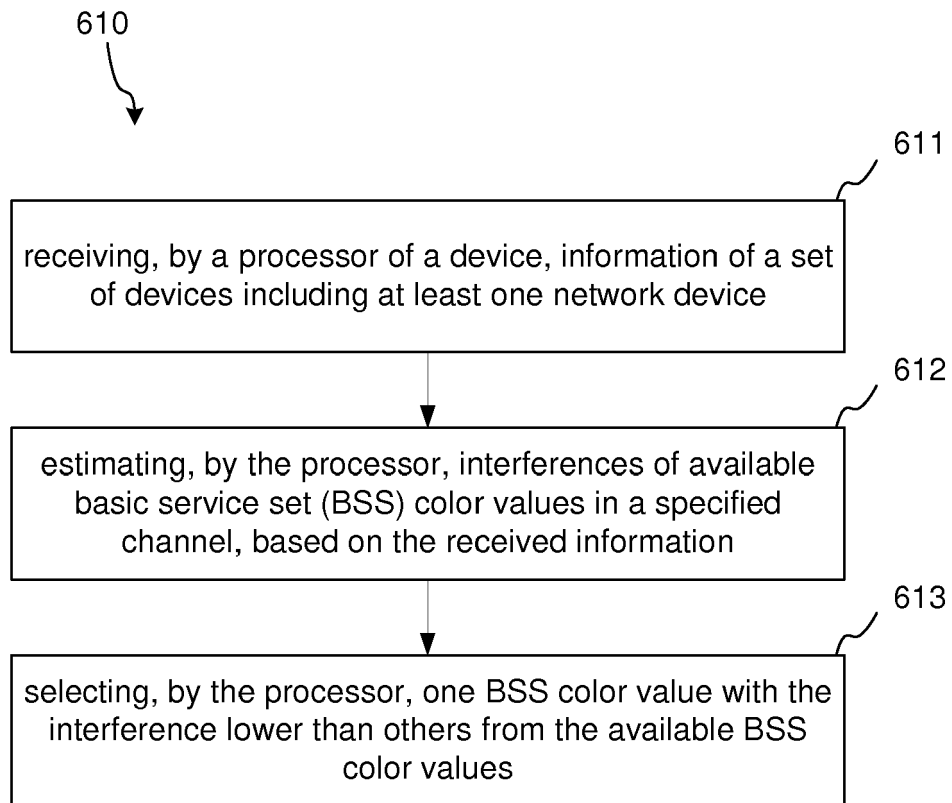 610
611
receiving, by a processor of a device, information of a set
of devices including at least one network device
612
estimating, by the processor, interferences of available
basic service set (BSS) color values in a specified
channel, based on the received information
613
selecting, by the processor, one BSS color value with the
interference lower than others from the available BSS
color values